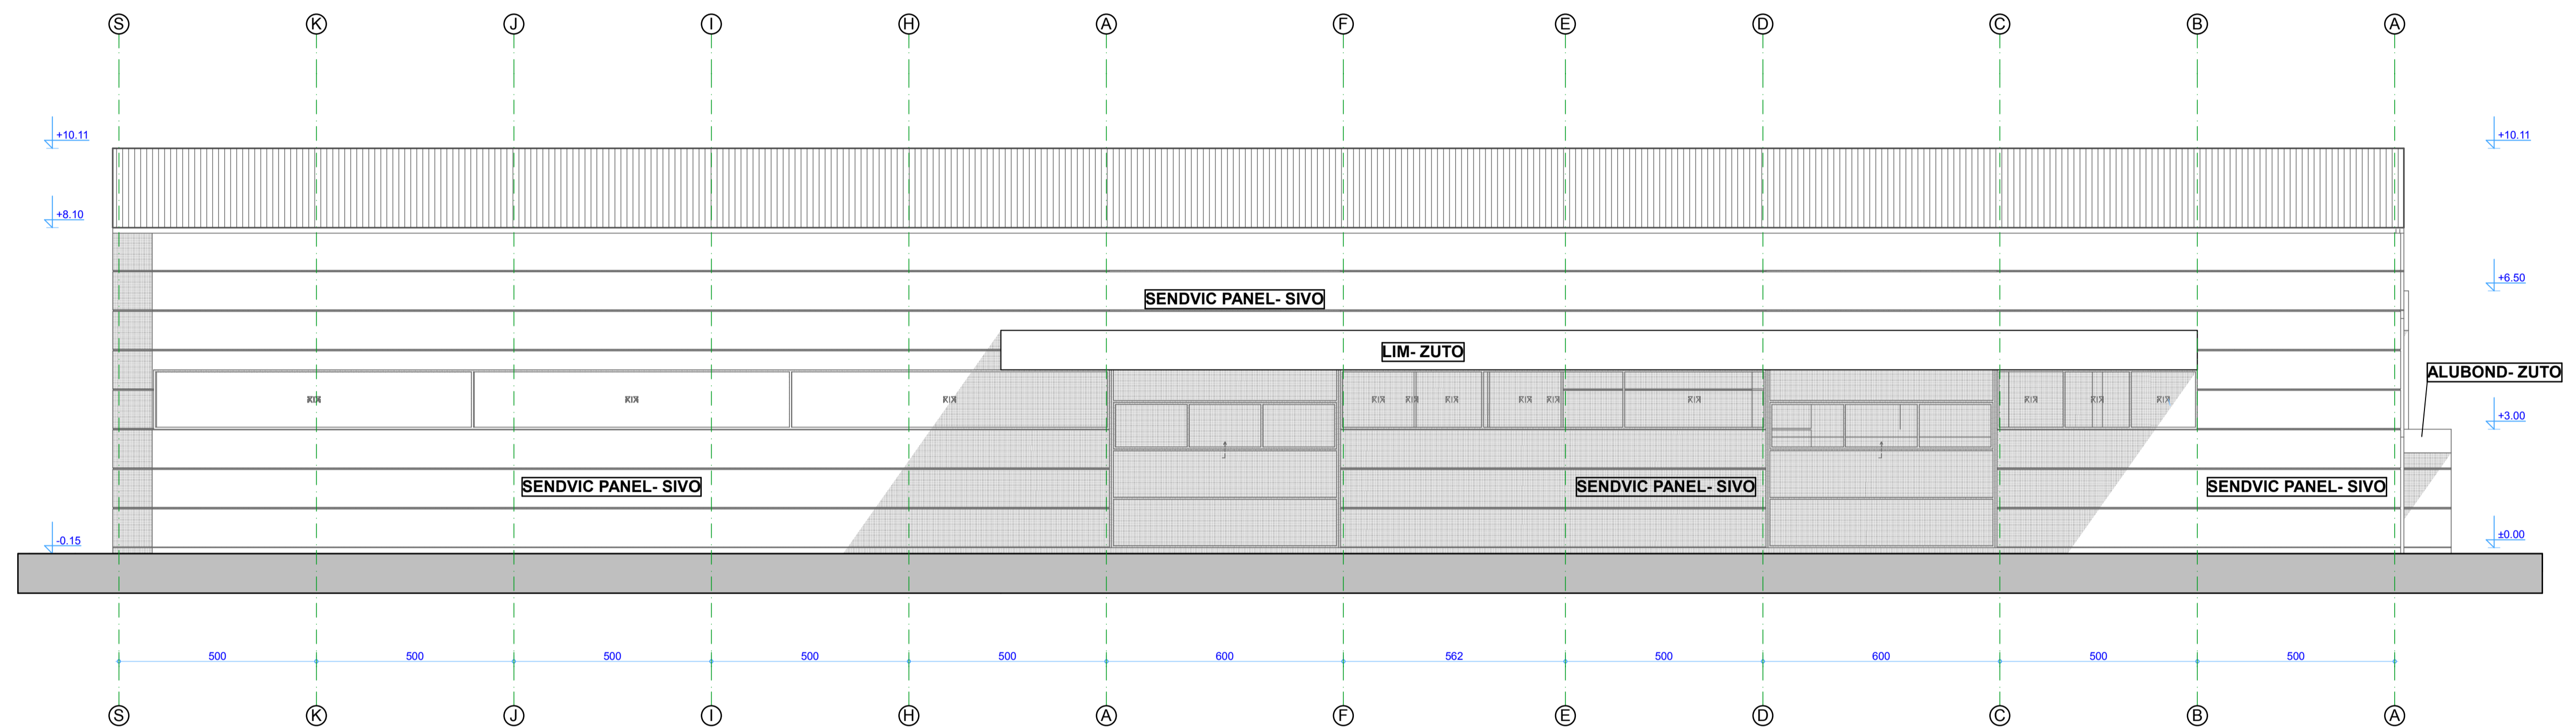 S K J I H A F E D C B A
+10.11 +10.11
+8.10
+6.50
SENDVIC PANEL- SIVO
LIM- ZUTO
ALUBOND- ZUTO
+3.00
SENDVIC PANEL- SIVO SENDVIC PANEL- SIVO SENDVIC PANEL- SIVO
-0.15 ±0.00
500 500 500 500 500 600 562 500 600 500 500
S K J I H A F E D C B A